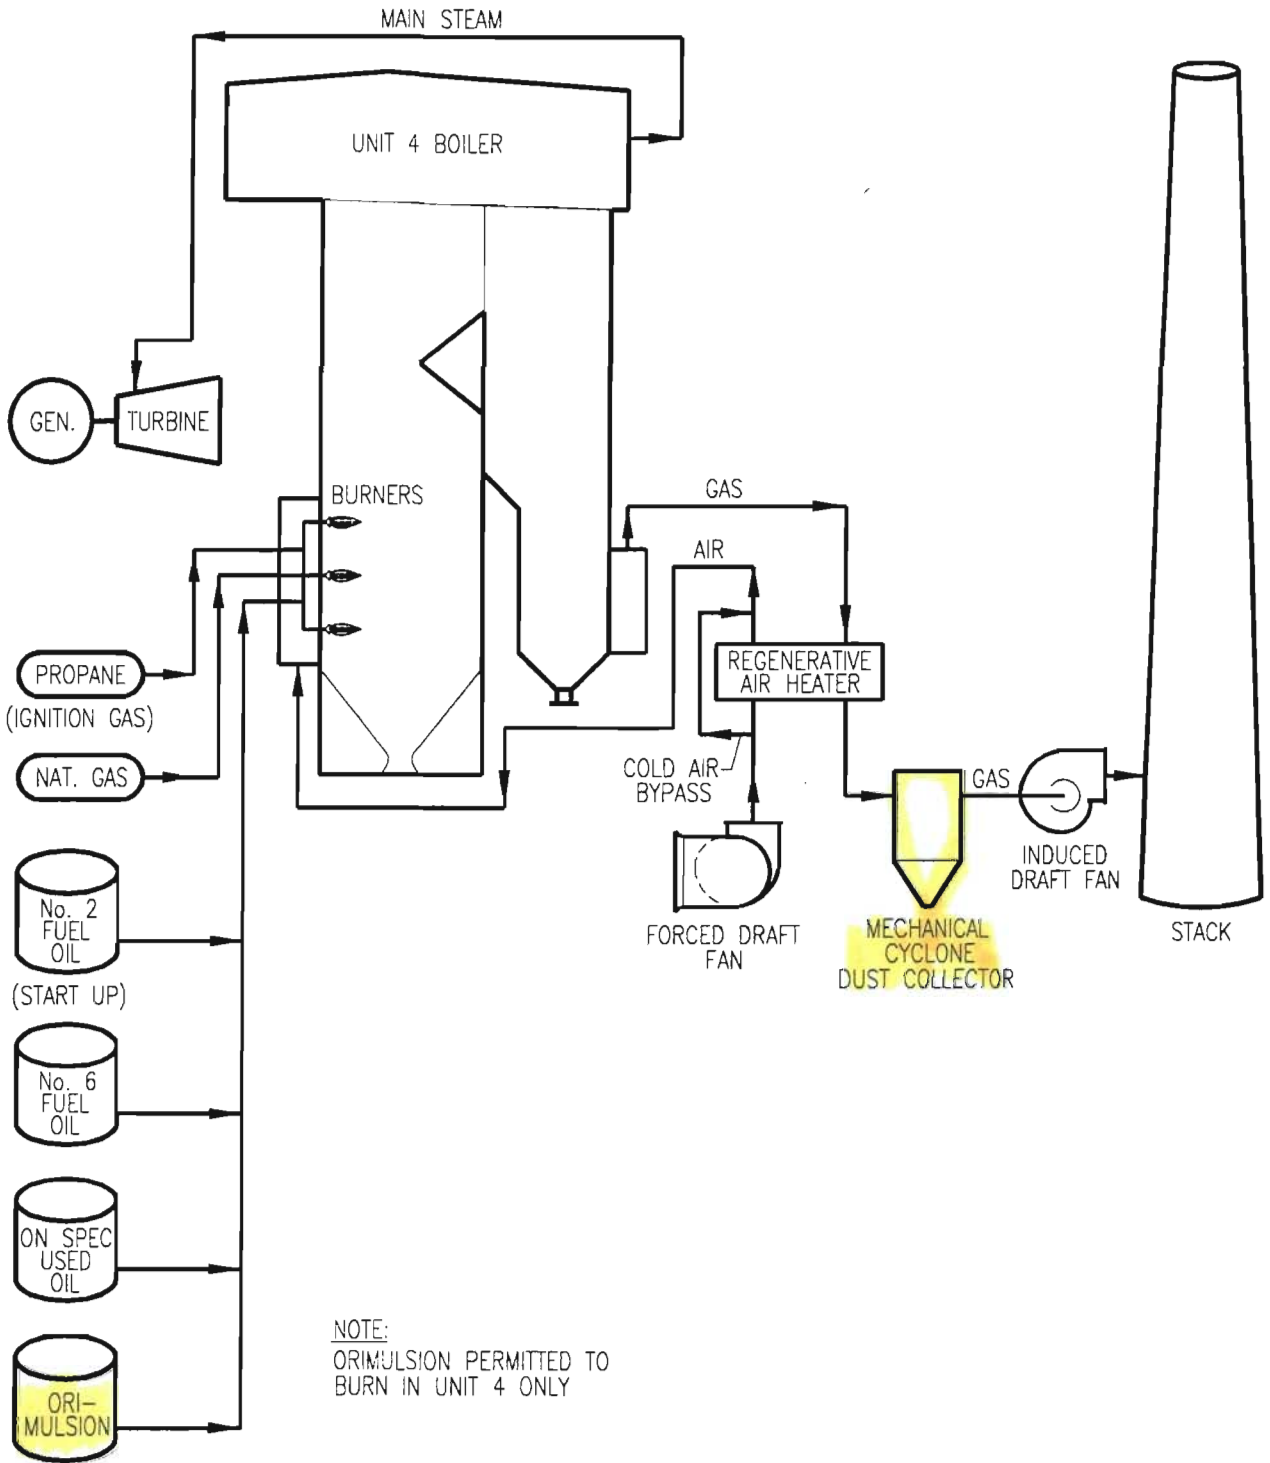 MAIN STEAM
UNIT 4 BOILER
GEN.
TURBINE
BURNERS
GAS
AIR
PROPANE
(IGNITION GAS)
NAT. GAS
REGENERATIVE
AIR HEATER
COLD AIR
BYPASS
GAS
INDUCED
DRAFT FAN
FORCED DRAFT
FAN
MECHANICAL
CYCLONE
DUST COLLECTOR
STACK
No. 2
FUEL
OIL
(START UP)
No. 6
FUEL
OIL
ON SPEC
USED
OIL
ORI-
MULSION
NOTE:
ORIMULSION PERMITTED TO
BURN IN UNIT 4 ONLY